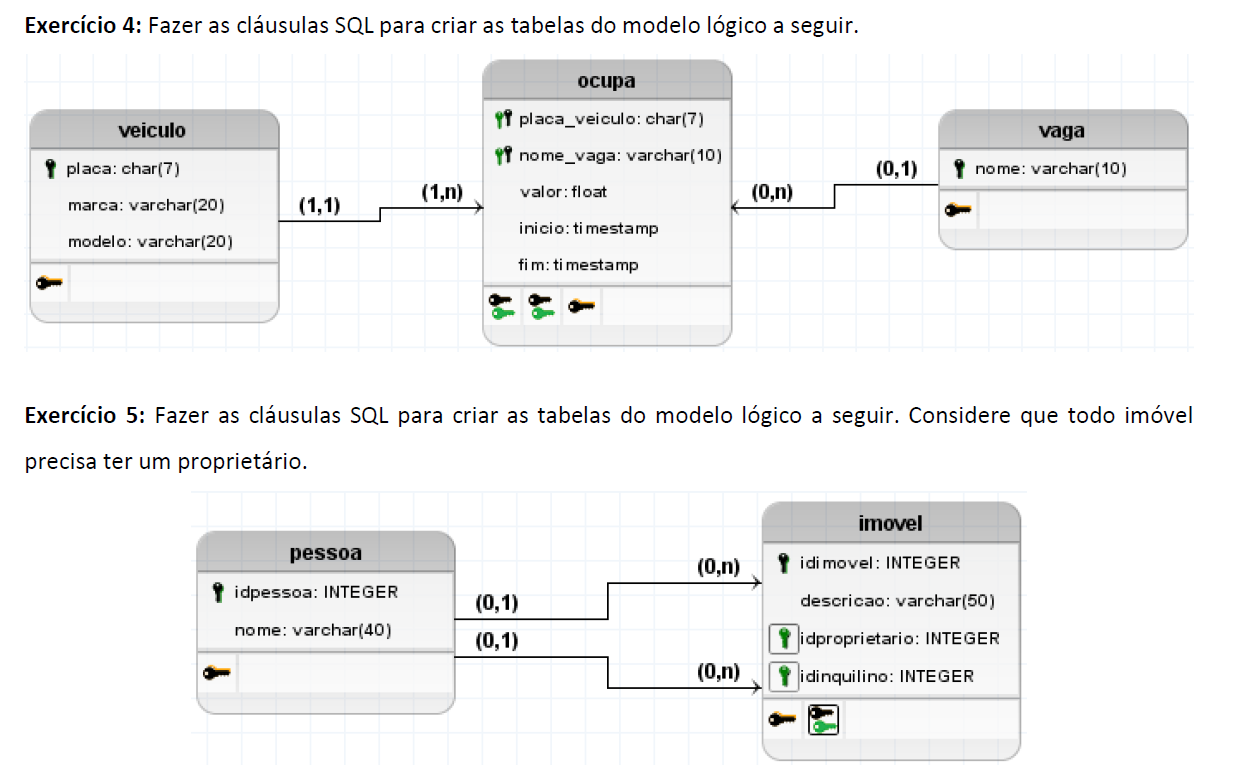 Exercício 4: Fazer as cláusulas SQL para criar as tabelas do modelo lógico a seguir.
veiculo
placa: char(7)
marca: varchar(20)
modelo: varchar(20)
(1,1)
(1,n)
ocupa
placa_veiculo: char(7)
nome_vaga: varchar(10)
valor: float
inicio: timestamp
fim: timestamp
(0,n)
(0,1)
vaga
nome: varchar(10)
Exercício 5: Fazer as cláusulas SQL para criar as tabelas do modelo lógico a seguir. Considere que todo imóvel
precisa ter um proprietário.
pessoa
idpessoa: INTEGER
nome: varchar(40)
(0,1)
(0,n)
(0,1)
(0,n)
imovel
idimovel: INTEGER
descricao: varchar(50)
idproprietario: INTEGER
idinquilino: INTEGER